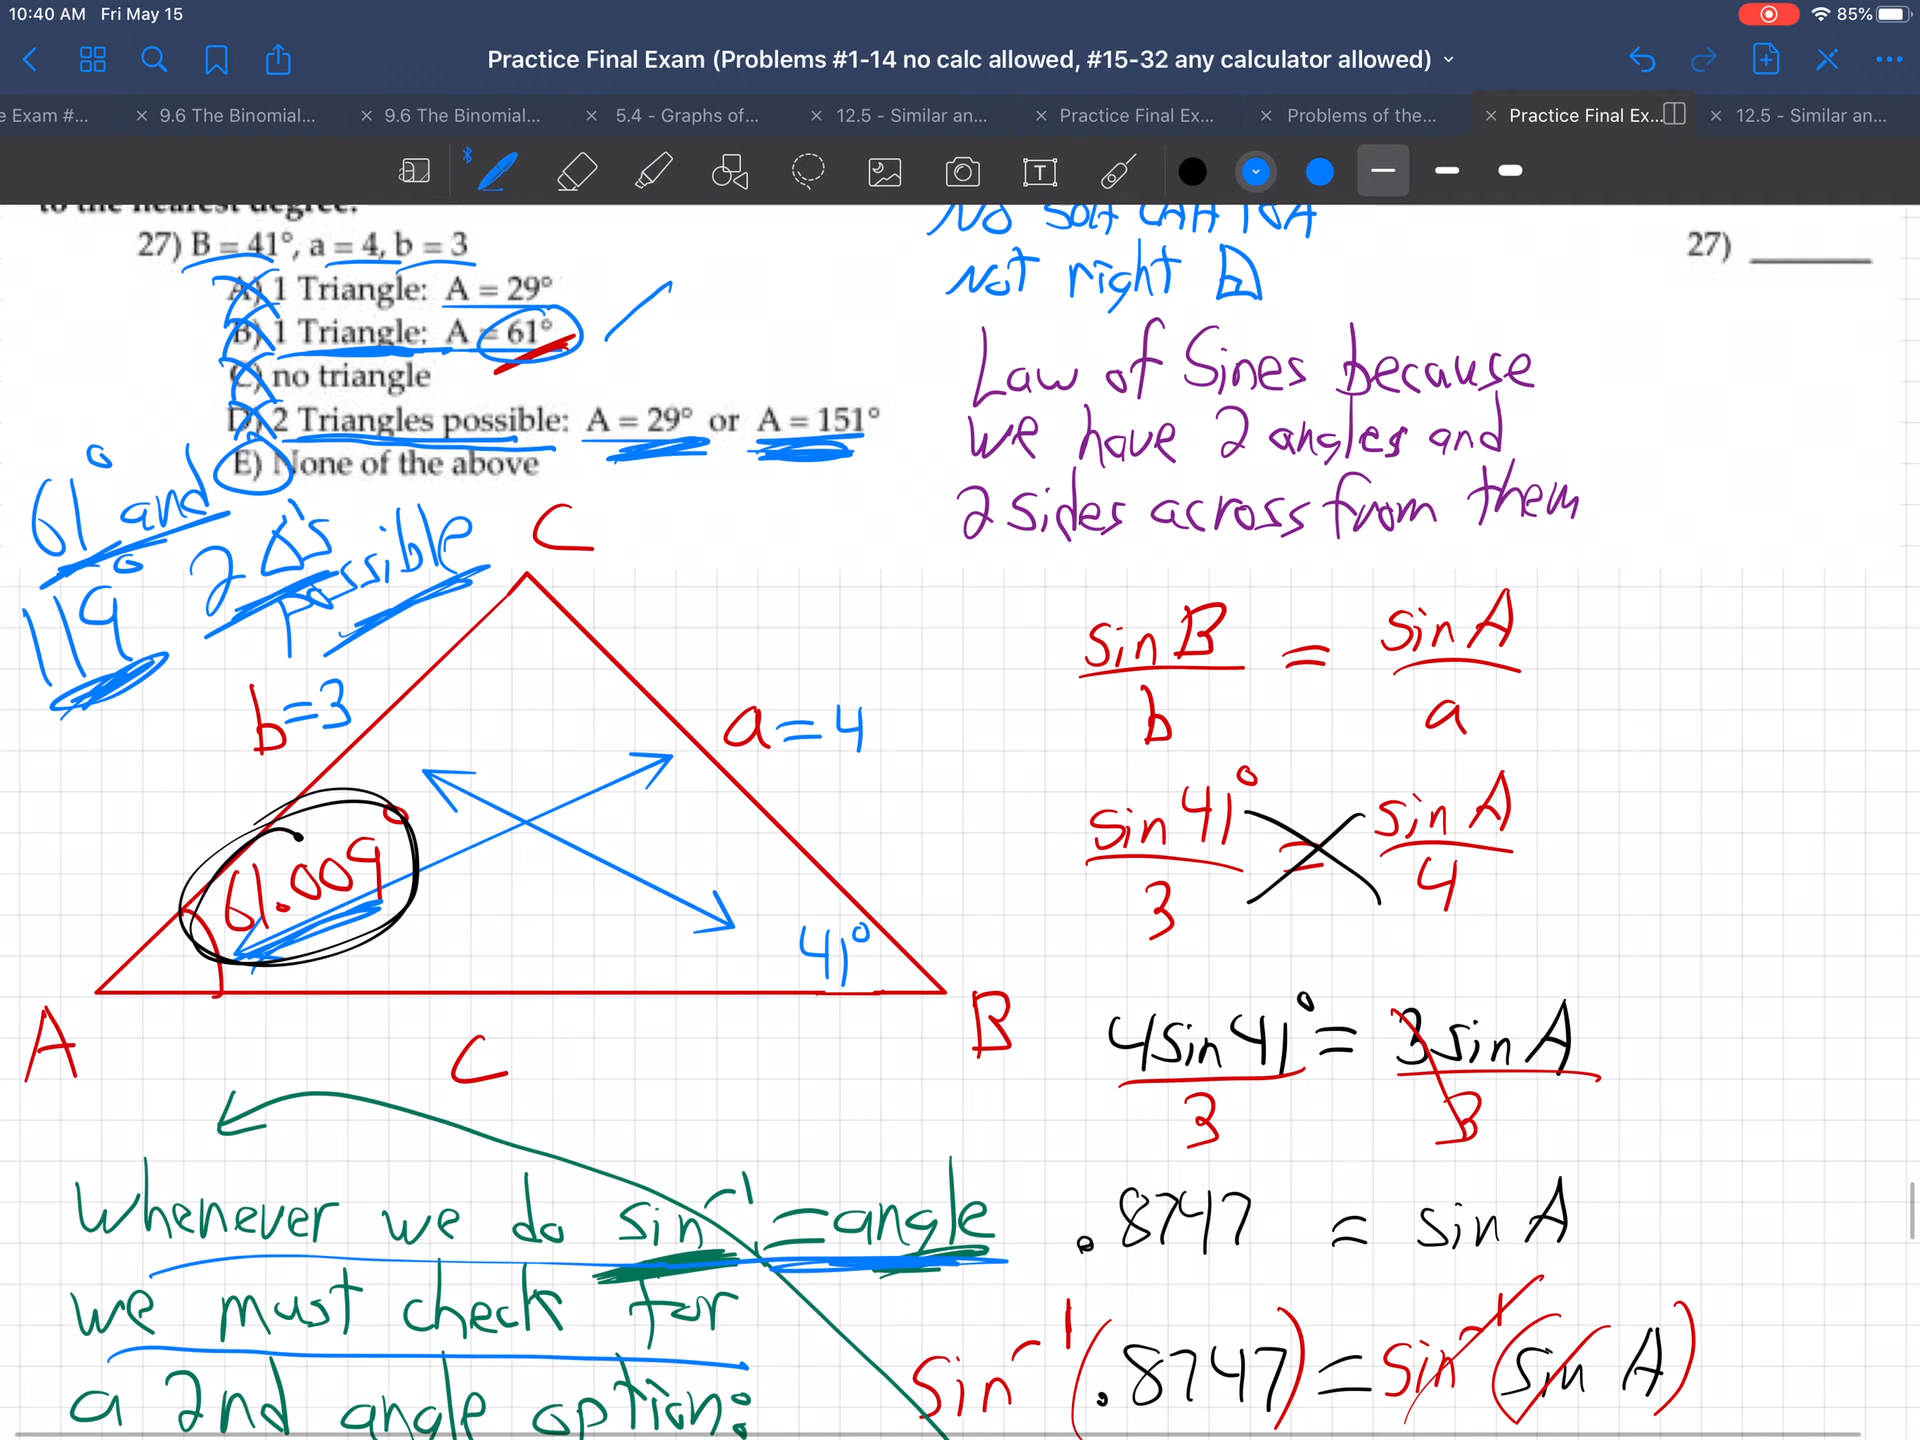 10:40 AM Fri May 15
85%
Practice Final Exam (Problems #1-14 no calc allowed, #15-32 any calculator allowed)
e Exam #...
9.6 The Binomial...
9.6 The Binomial...
5.4 - Graphs of...
12.5 - Similar an...
Practice Final Ex...
Problems of the...
Practice Final Ex...
12.5 - Similar an...
T
to the nearest degree.
27) B = 41°, a = 4, b = 3
27)
A) 1 Triangle: A = 29°
B) 1 Triangle: A = 61°
C) no triangle
D) 2 Triangles possible: A = 29° or A = 151°
E) None of the above
No
Not right
Law of Sines because
we have 2 angles and
2 sides across from them
61° and
119°
2 Δ's
possible
C
b=3
a=4
61.009°
41°
A
C
B
sin B / b = sin A / a
sin 41° / 3 = sin A / 4
4 sin 41° / 3 = 3 sin A / 3
.8747 = sin A
sin⁻¹(.8747) = sin⁻¹(sin A)
Whenever we do sin⁻¹ = angle
we must check for
a 2nd angle option: